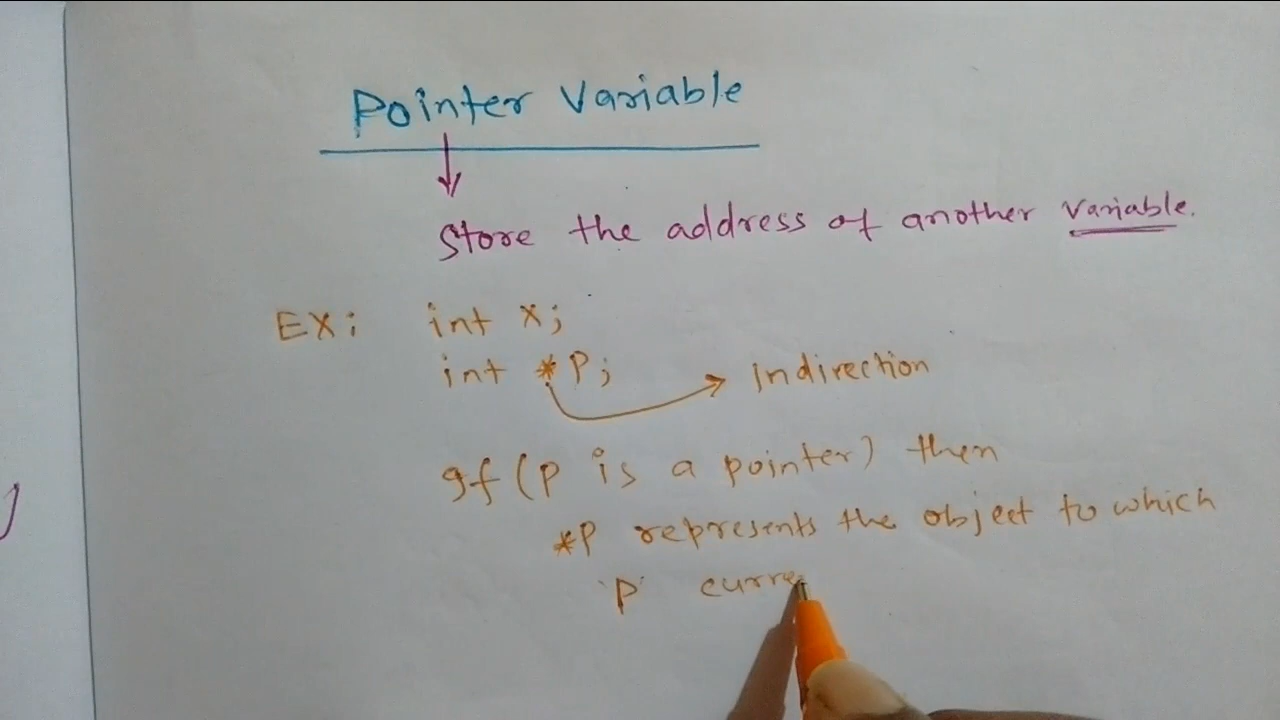 Pointer Variable
Store the address of another variable.
EX: int x;
int *P; → Indirection
If (P is a pointer) then
*P represents the object to which
'P' curre